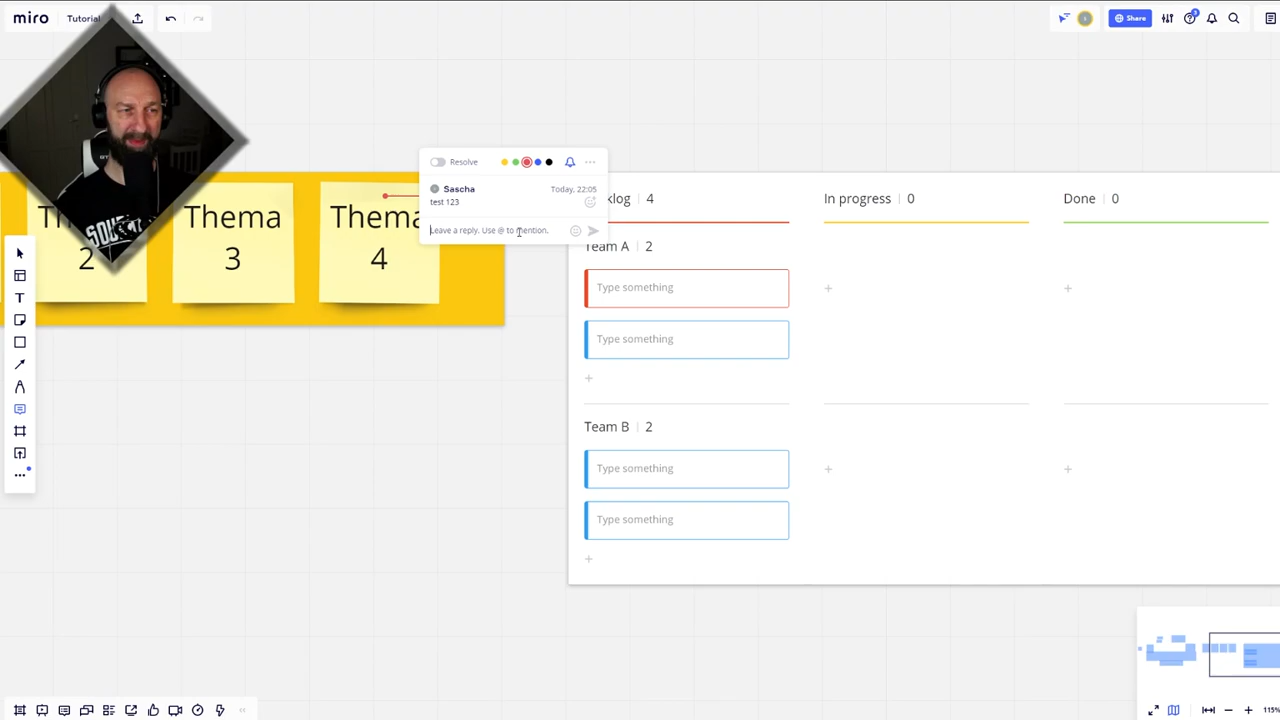 miro
Tutorial
Share
Resolve
Sascha
Today, 22:05
test 123
Leave a reply. Use @ to mention.
2
Thema
3
Thema
4
4
In progress 0
Done 0
Team A 2
Type something
Type something
+
+
+
Team B 2
Type something
Type something
+
+
+
115%